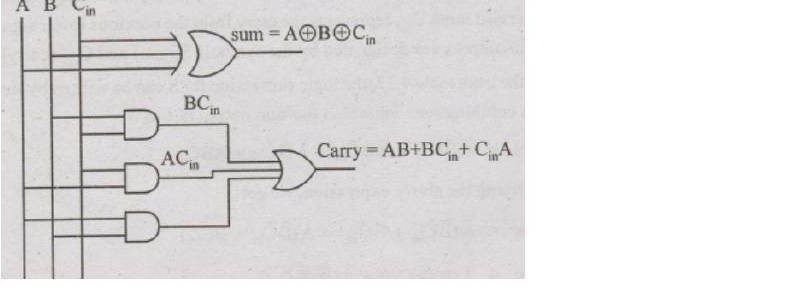 A B Cin
sum = A⊕B⊕Cin
BCin
ACin
Carry = AB+BCin+ CinA